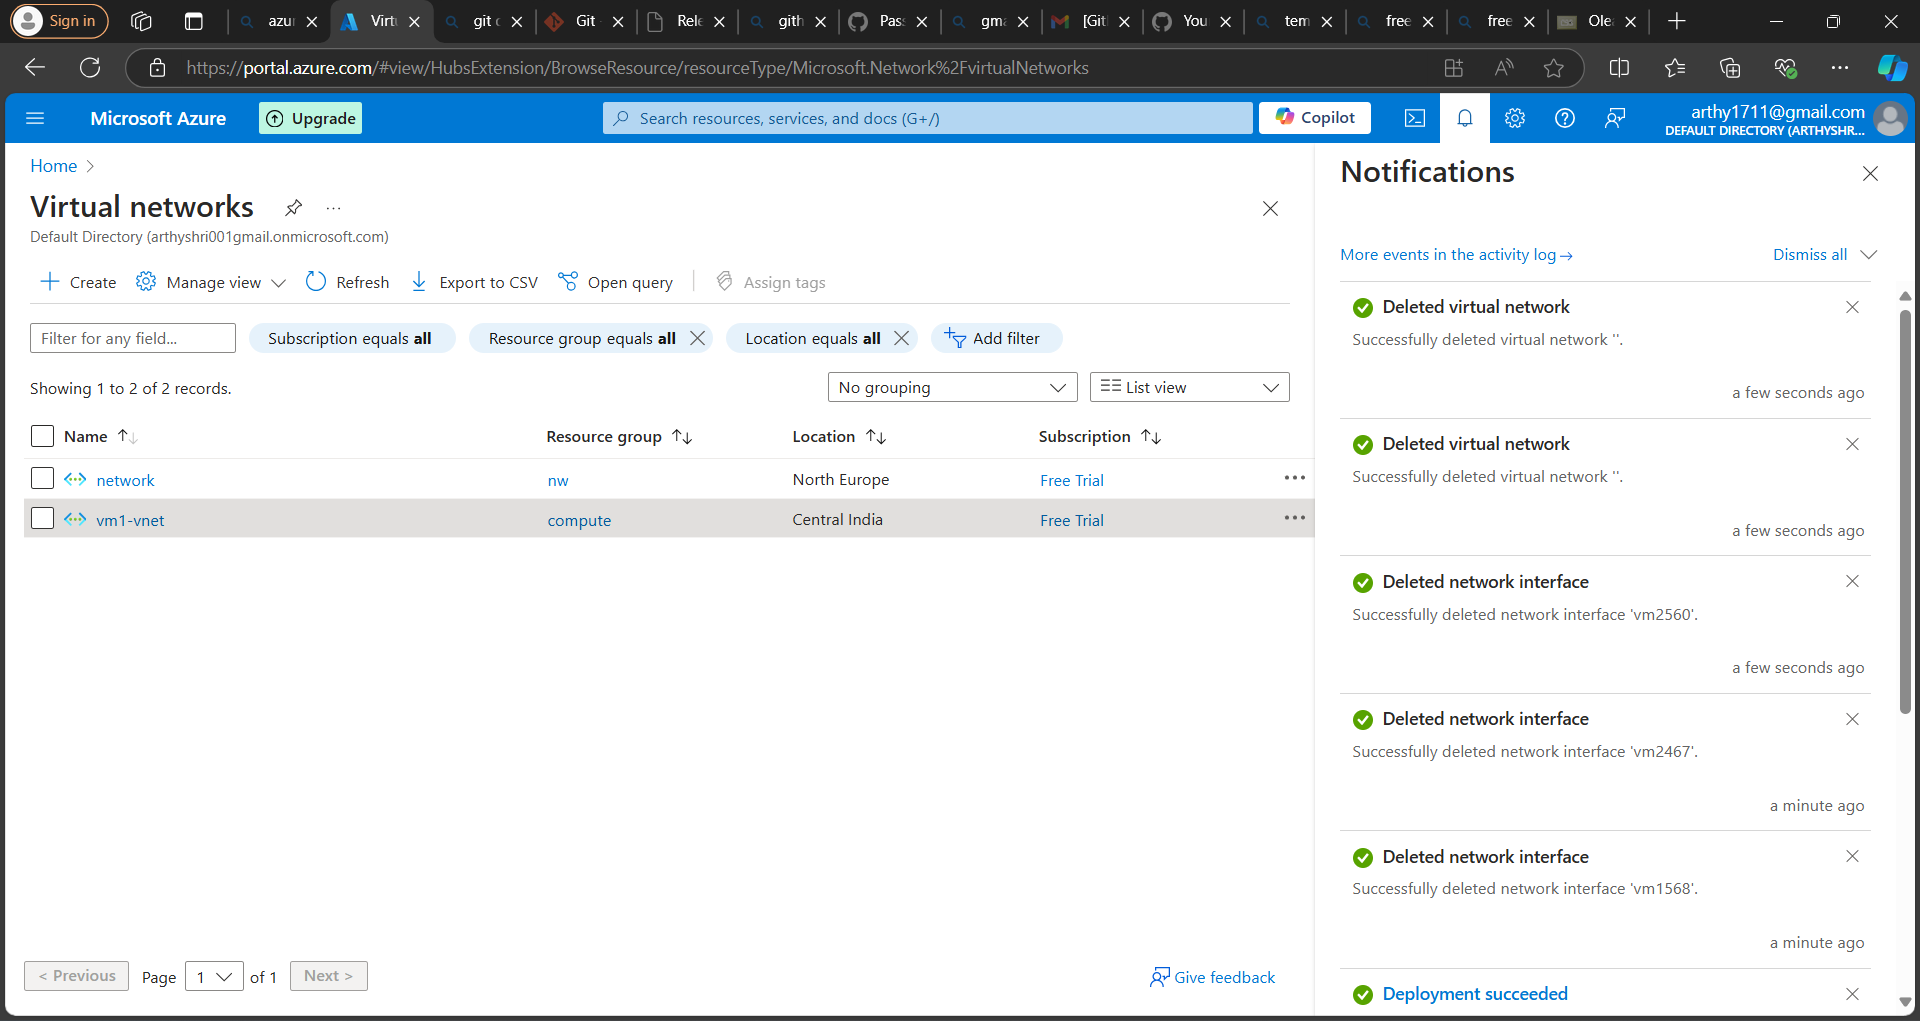 Sign in
azu
Virt
git c
Git
Rele
gith
Pas
gma
[Git
You
tem
free
free
Ole
https://portal.azure.com/#view/HubsExtension/BrowseResource/resourceType/Microsoft.Network%2FvirtualNetworks
Microsoft Azure
Upgrade
Search resources, services, and docs (G+/)
Copilot
arthy1711@gmail.com
DEFAULT DIRECTORY (ARTHYSHR...
Home
Virtual networks
Default Directory (arthyshri001gmail.onmicrosoft.com)
Create Manage view Refresh Export to CSV Open query Assign tags
Filter for any field... Subscription equals all Resource group equals all Location equals all Add filter
Showing 1 to 2 of 2 records. No grouping List view
Name Resource group Location Subscription
network nw North Europe Free Trial
vm1-vnet compute Central India Free Trial
< Previous Page 1 of 1 Next >
Give feedback
Notifications
More events in the activity log → Dismiss all
Deleted virtual network
Successfully deleted virtual network ''.
a few seconds ago
Deleted virtual network
Successfully deleted virtual network ''.
a few seconds ago
Deleted network interface
Successfully deleted network interface 'vm2560'.
a few seconds ago
Deleted network interface
Successfully deleted network interface 'vm2467'.
a minute ago
Deleted network interface
Successfully deleted network interface 'vm1568'.
a minute ago
Deployment succeeded